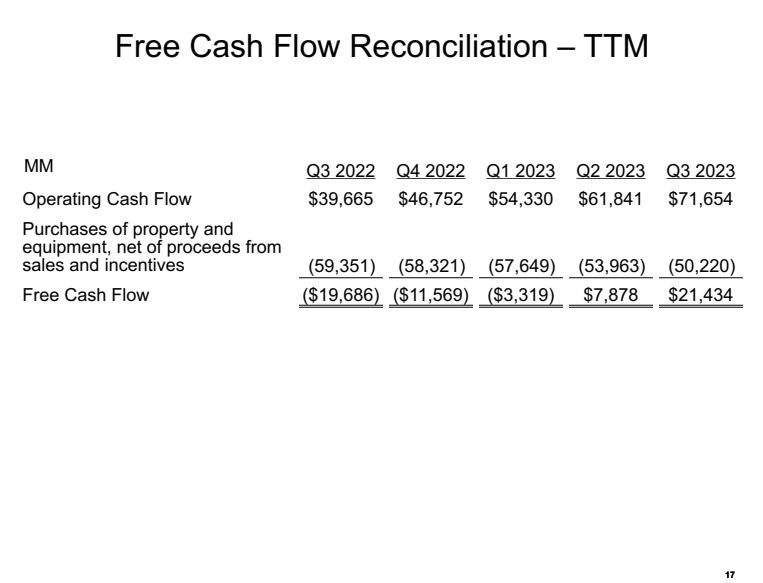 Free Cash Flow Reconciliation – TTM
MM Q3 2022 Q4 2022 Q1 2023 Q2 2023 Q3 2023
Operating Cash Flow $39,665 $46,752 $54,330 $61,841 $71,654
Purchases of property and
equipment, net of proceeds from
sales and incentives (59,351) (58,321) (57,649) (53,963) (50,220)
Free Cash Flow ($19,686) ($11,569) ($3,319) $7,878 $21,434
17